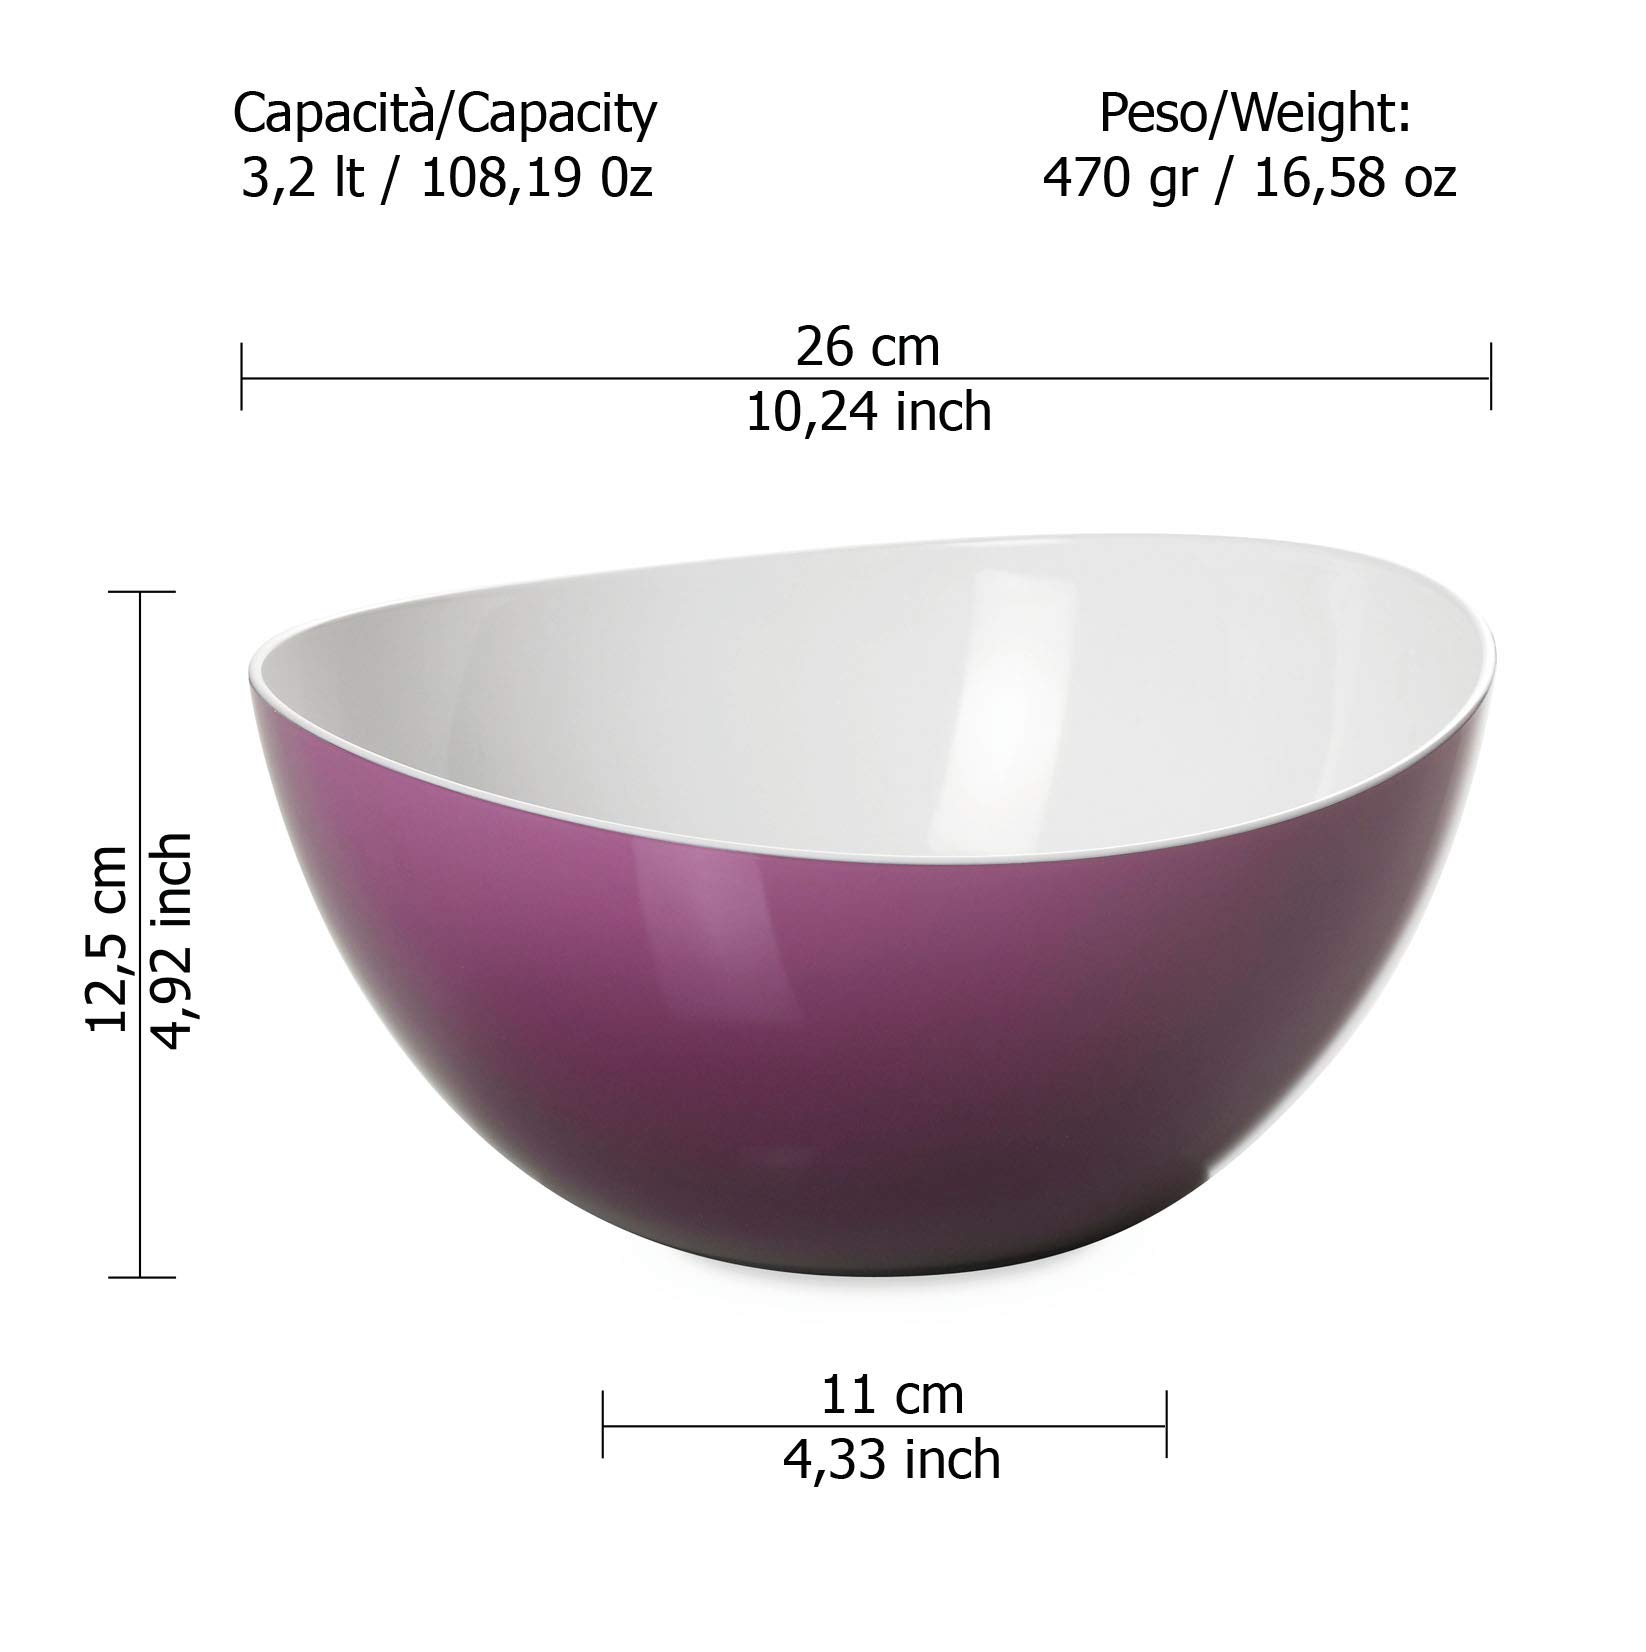 Capacità/Capacity
3,2 lt / 108,19 0z
Peso/Weight:
470 gr / 16,58 oz
26 cm
10,24 inch
12,5 cm
4,92 inch
11 cm
4,33 inch